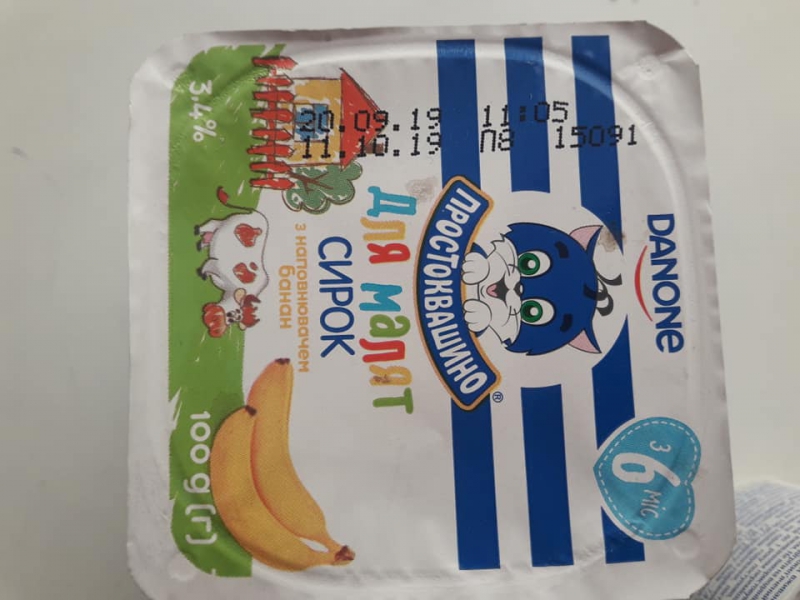 DANONE
з 6 міс
ПРОСТОКВАШИНО®
для малят
СИРОК
з наповнювачем
банан
3,4%
100 g (г)
20.09.19 11:05
11.10.19 П8 15091